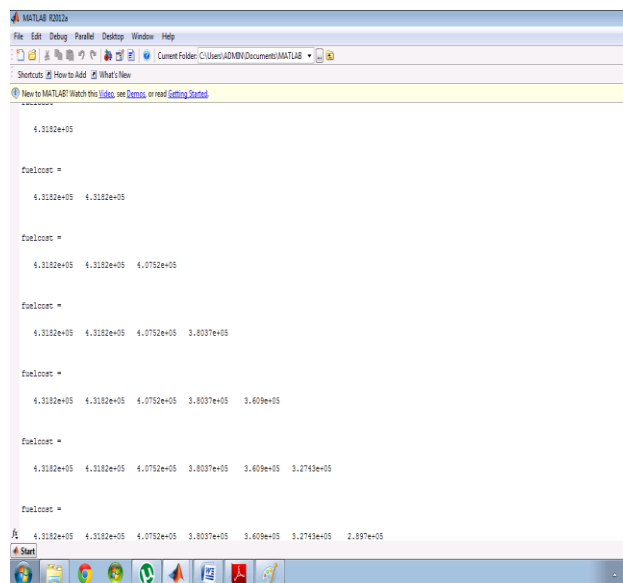 MATLAB R2012a
File Edit Debug Parallel Desktop Window Help
Current Folder: C:\Users\ADMIN\Documents\MATLAB
Shortcuts How to Add What's New
New to MATLAB? Watch this Video, see Demos, or read Getting Started.
fuelcost =
4.3182e+05
fuelcost =
4.3182e+05 4.3182e+05
fuelcost =
4.3182e+05 4.3182e+05 4.0752e+05
fuelcost =
4.3182e+05 4.3182e+05 4.0752e+05 3.8037e+05
fuelcost =
4.3182e+05 4.3182e+05 4.0752e+05 3.8037e+05 3.609e+05
fuelcost =
4.3182e+05 4.3182e+05 4.0752e+05 3.8037e+05 3.609e+05 3.2743e+05
fuelcost =
fx 4.3182e+05 4.3182e+05 4.0752e+05 3.8037e+05 3.609e+05 3.2743e+05 2.897e+05
Start